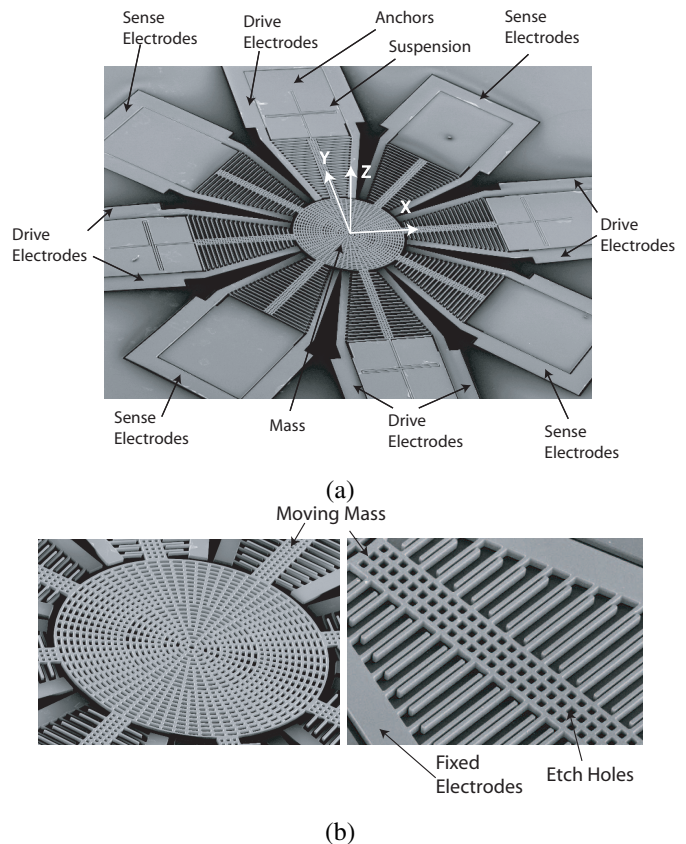 Sense
Electrodes
Drive
Electrodes
Anchors
Suspension
Sense
Electrodes
Y
Z
X
Drive
Electrodes
Drive
Electrodes
Sense
Electrodes
Mass
Drive
Electrodes
Sense
Electrodes
(a)
Moving Mass
Fixed
Electrodes
Etch Holes
(b)